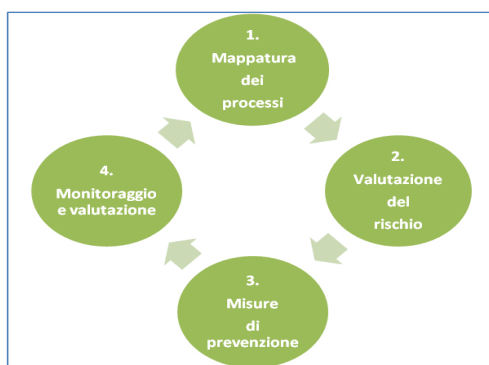 1.
Mappatura
dei
processi
2.
Valutazione
del
rischio
3.
Misure
di
prevenzione
4.
Monitoraggio
e valutazione